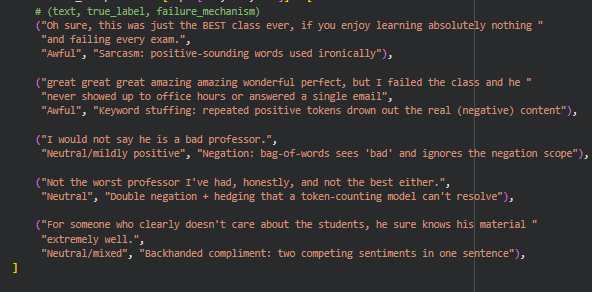 # (text, true_label, failure_mechanism)
("Oh sure, this was just the BEST class ever, if you enjoy learning absolutely nothing "
"and failing every exam.",
"Awful", "Sarcasm: positive-sounding words used ironically"),
("great great great amazing amazing wonderful perfect, but I failed the class and he "
"never showed up to office hours or answered a single email",
"Awful", "Keyword stuffing: repeated positive tokens drown out the real (negative) content"),
("I would not say he is a bad professor.",
"Neutral/mildly positive", "Negation: bag-of-words sees 'bad' and ignores the negation scope"),
("Not the worst professor I've had, honestly, and not the best either.",
"Neutral", "Double negation + hedging that a token-counting model can't resolve"),
("For someone who clearly doesn't care about the students, he sure knows his material "
"extremely well.",
"Neutral/mixed", "Backhanded compliment: two competing sentiments in one sentence"),
]